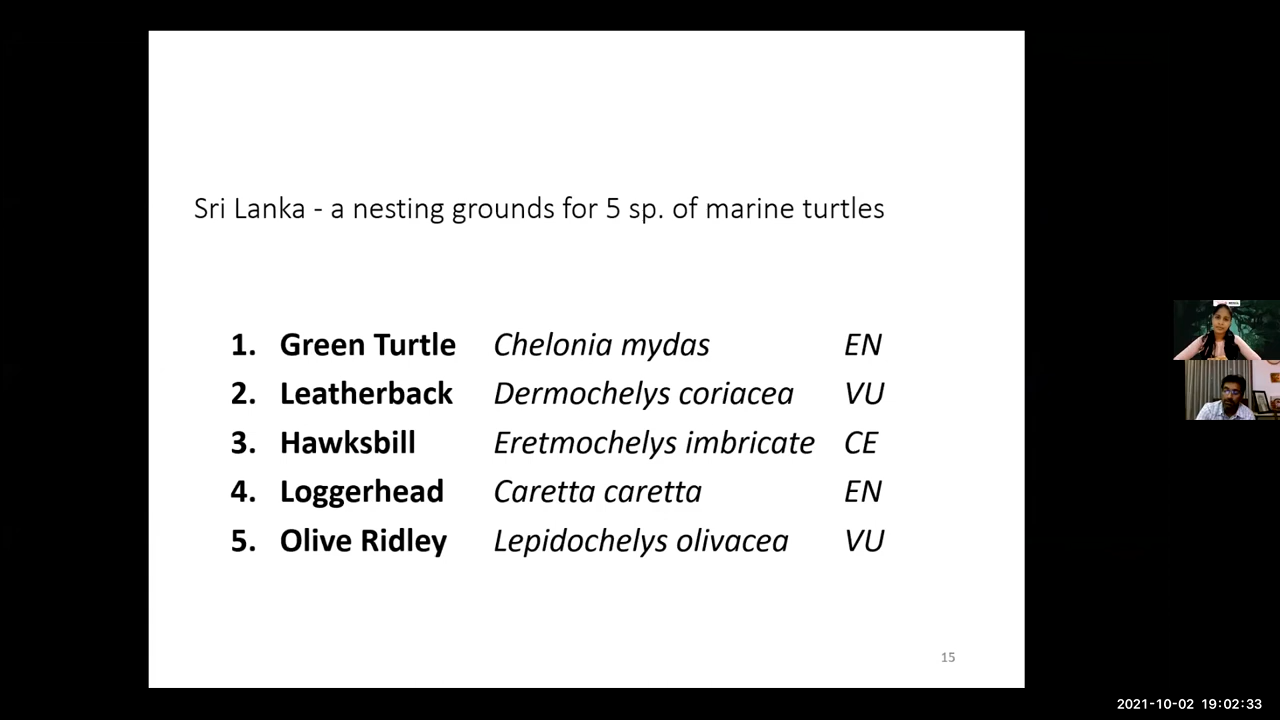 Sri Lanka - a nesting grounds for 5 sp. of marine turtles
1. Green Turtle Chelonia mydas EN
2. Leatherback Dermochelys coriacea VU
3. Hawksbill Eretmochelys imbricate CE
4. Loggerhead Caretta caretta EN
5. Olive Ridley Lepidochelys olivacea VU
15
2021-10-02 19:02:33